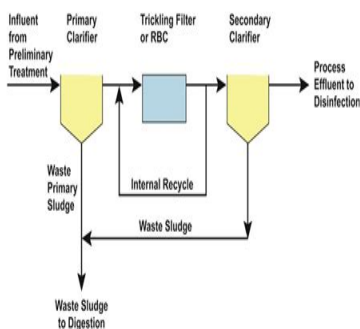 Influent
from
Preliminary
Treatment
Primary
Clarifier
Trickling Filter
or RBC
Secondary
Clarifier
Process
Effluent to
Disinfection
Waste
Primary
Sludge
Internal Recycle
Waste Sludge
Waste Sludge
to Digestion